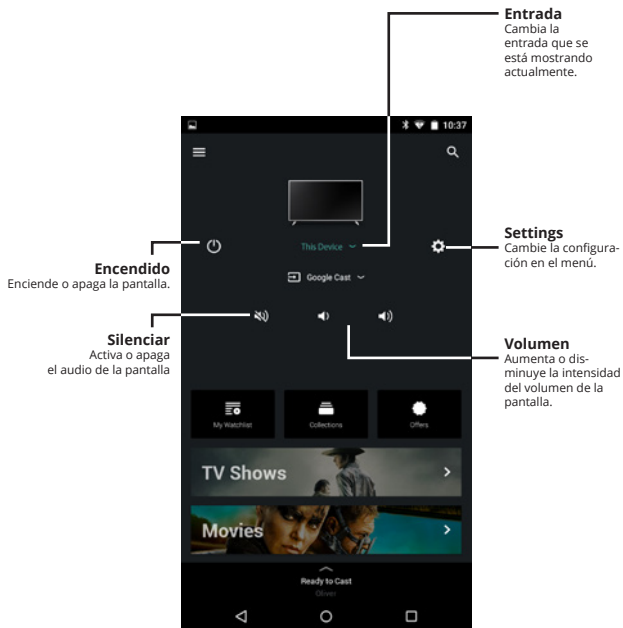 Entrada
Cambia la
entrada que se
está mostrando
actualmente.
10:37
This Device
Google Cast
Encendido
Enciende o apaga la pantalla.
Settings
Cambie la configura-
ción en el menú.
Silenciar
Activa o apaga
el audio de la pantalla
Volumen
Aumenta o dis-
minuye la intensidad
del volumen de la
pantalla.
My Watchlist
Collections
Offers
TV Shows
Movies
Ready to Cast
Oliver